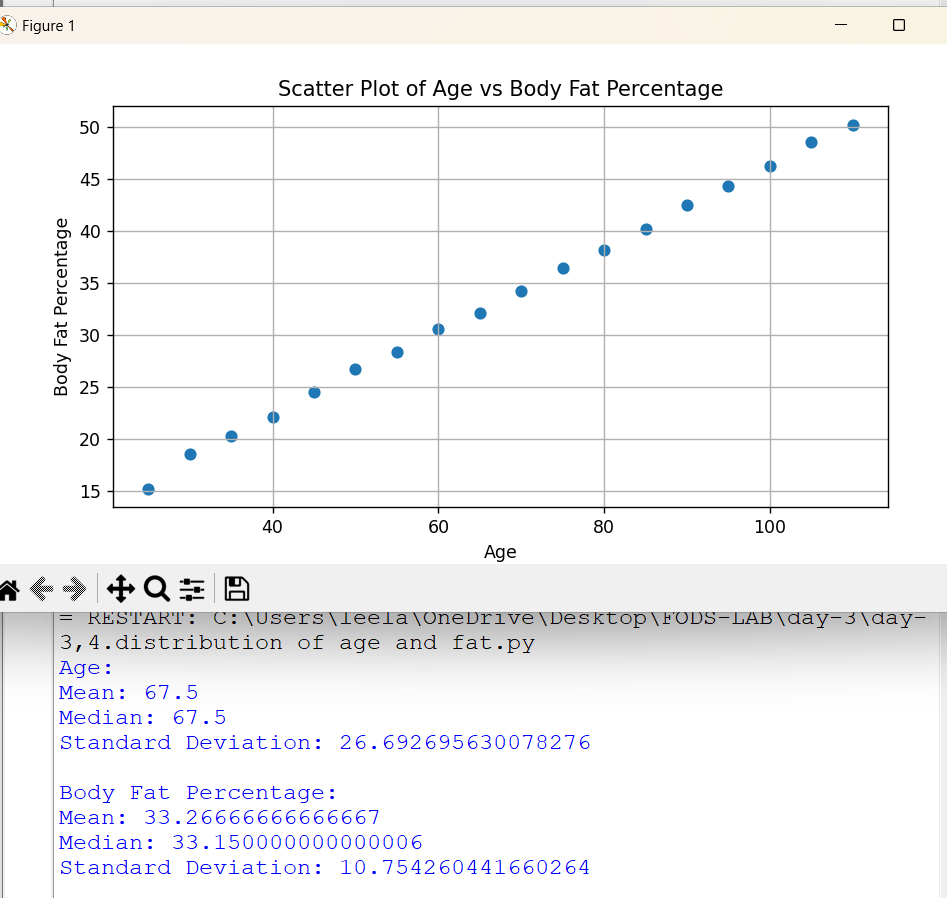 Figure 1
Scatter Plot of Age vs Body Fat Percentage
50
45
40
35
30
25
20
15
Body Fat Percentage
40 60 80 100
Age
= RESTART: C:\Users\leela\OneDrive\Desktop\FODS-LAB\day-3\day-
3,4.distribution of age and fat.py
Age:
Mean: 67.5
Median: 67.5
Standard Deviation: 26.692695630078276
Body Fat Percentage:
Mean: 33.26666666666667
Median: 33.150000000000006
Standard Deviation: 10.754260441660264